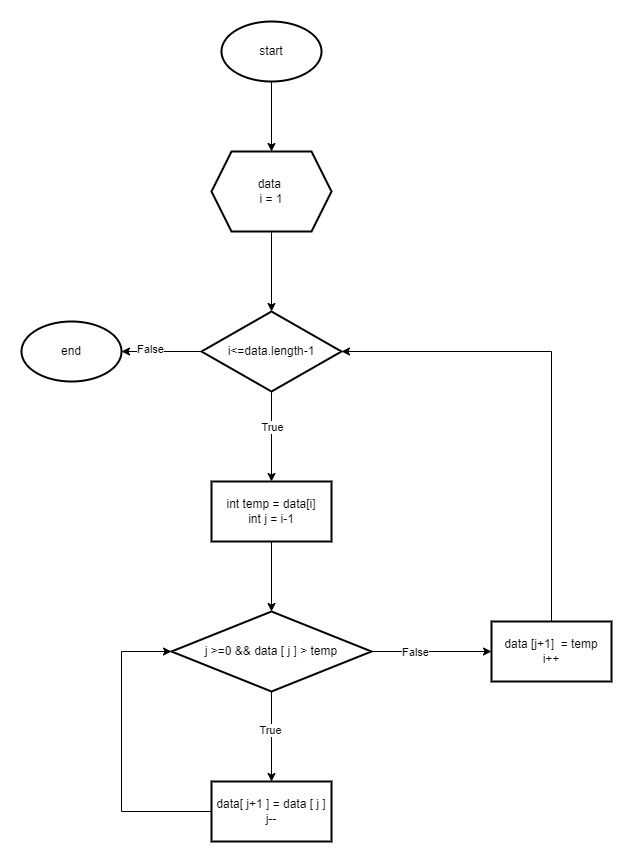 start
data
i = 1
i<=data.length-1
False
end
True
int temp = data[i]
int j = i-1
j >=0 && data [ j ] > temp
False
data [j+1]  = temp
i++
True
data[ j+1 ] = data [ j ]
j--